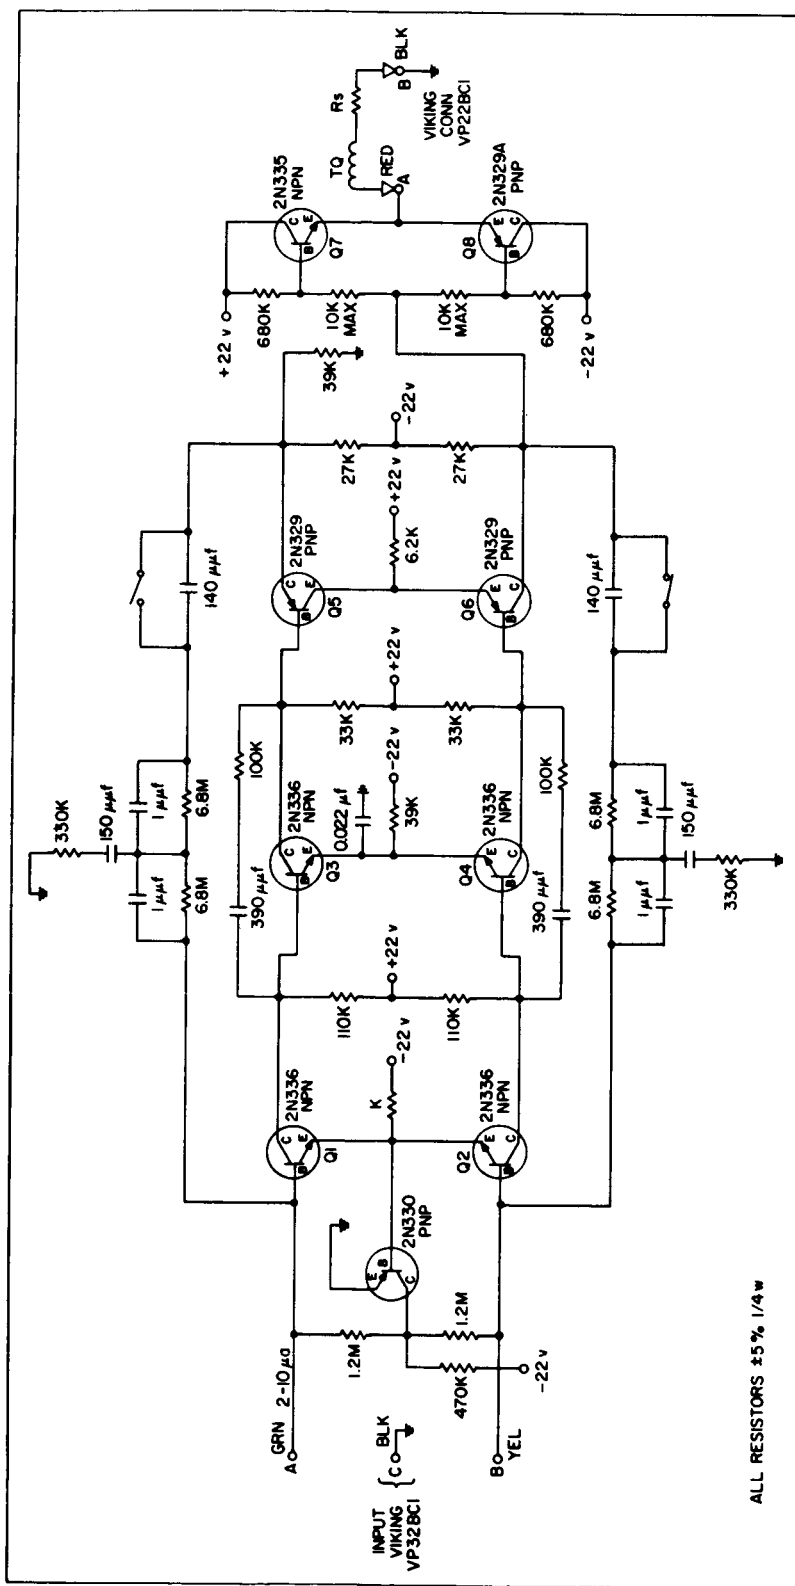 330K
150 μμf
1 μμf
1 μμf
6.8M
6.8M
140 μμf
390 μμf
100K
+22 v
680K
2N335
NPN
Q7
TQ
Rs
RED
A
BLK
B
VIKING
CONN
VP22BC1
10K
MAX
39K
A
GRN 2-10 μa
2N336
NPN
C
B
E
Q1
110K
+22 v
110K
2N336
NPN
C
B
E
Q3
0.022 μf
-22 v
39K
33K
+22 v
33K
2N329
PNP
C
B
E
Q5
6.2K
+22 v
27K
-22 v
27K
C
B
E
INPUT
VIKING
VP32BC1
C
BLK
1.2M
1.2M
470K
-22 v
E
B
C
2N330
PNP
K
-22 v
2N336
NPN
E
B
C
Q2
2N336
NPN
E
B
C
Q4
2N329
PNP
E
B
C
Q6
10K
MAX
680K
-22 v
2N329A
PNP
E
B
C
Q8
B
YEL
390 μμf
100K
6.8M
6.8M
1 μμf
1 μμf
150 μμf
330K
140 μμf
ALL RESISTORS ±5% 1/4 w